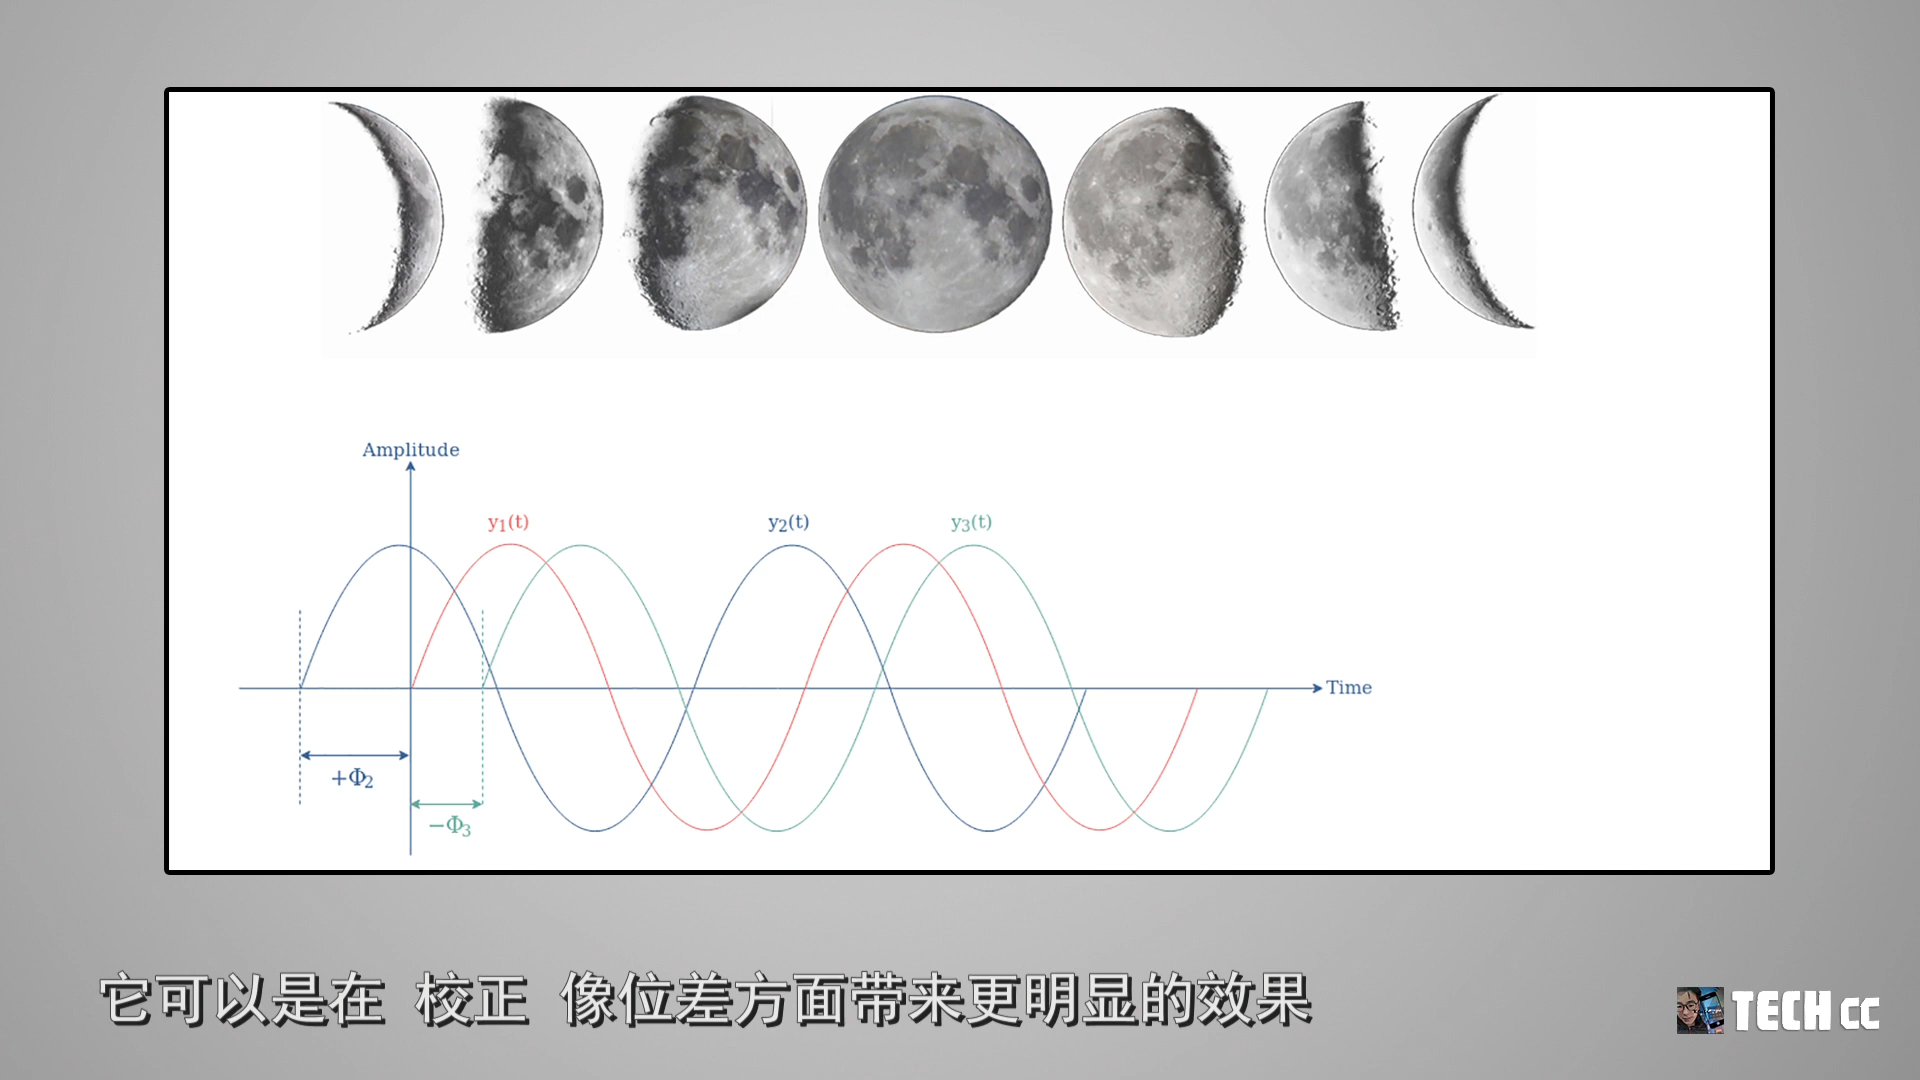 Amplitude
y₁(t) y₂(t) y₃(t)
Time
+Φ₂
−Φ₃
它可以是在 校正 像位差方面带来更明显的效果
TECH CC